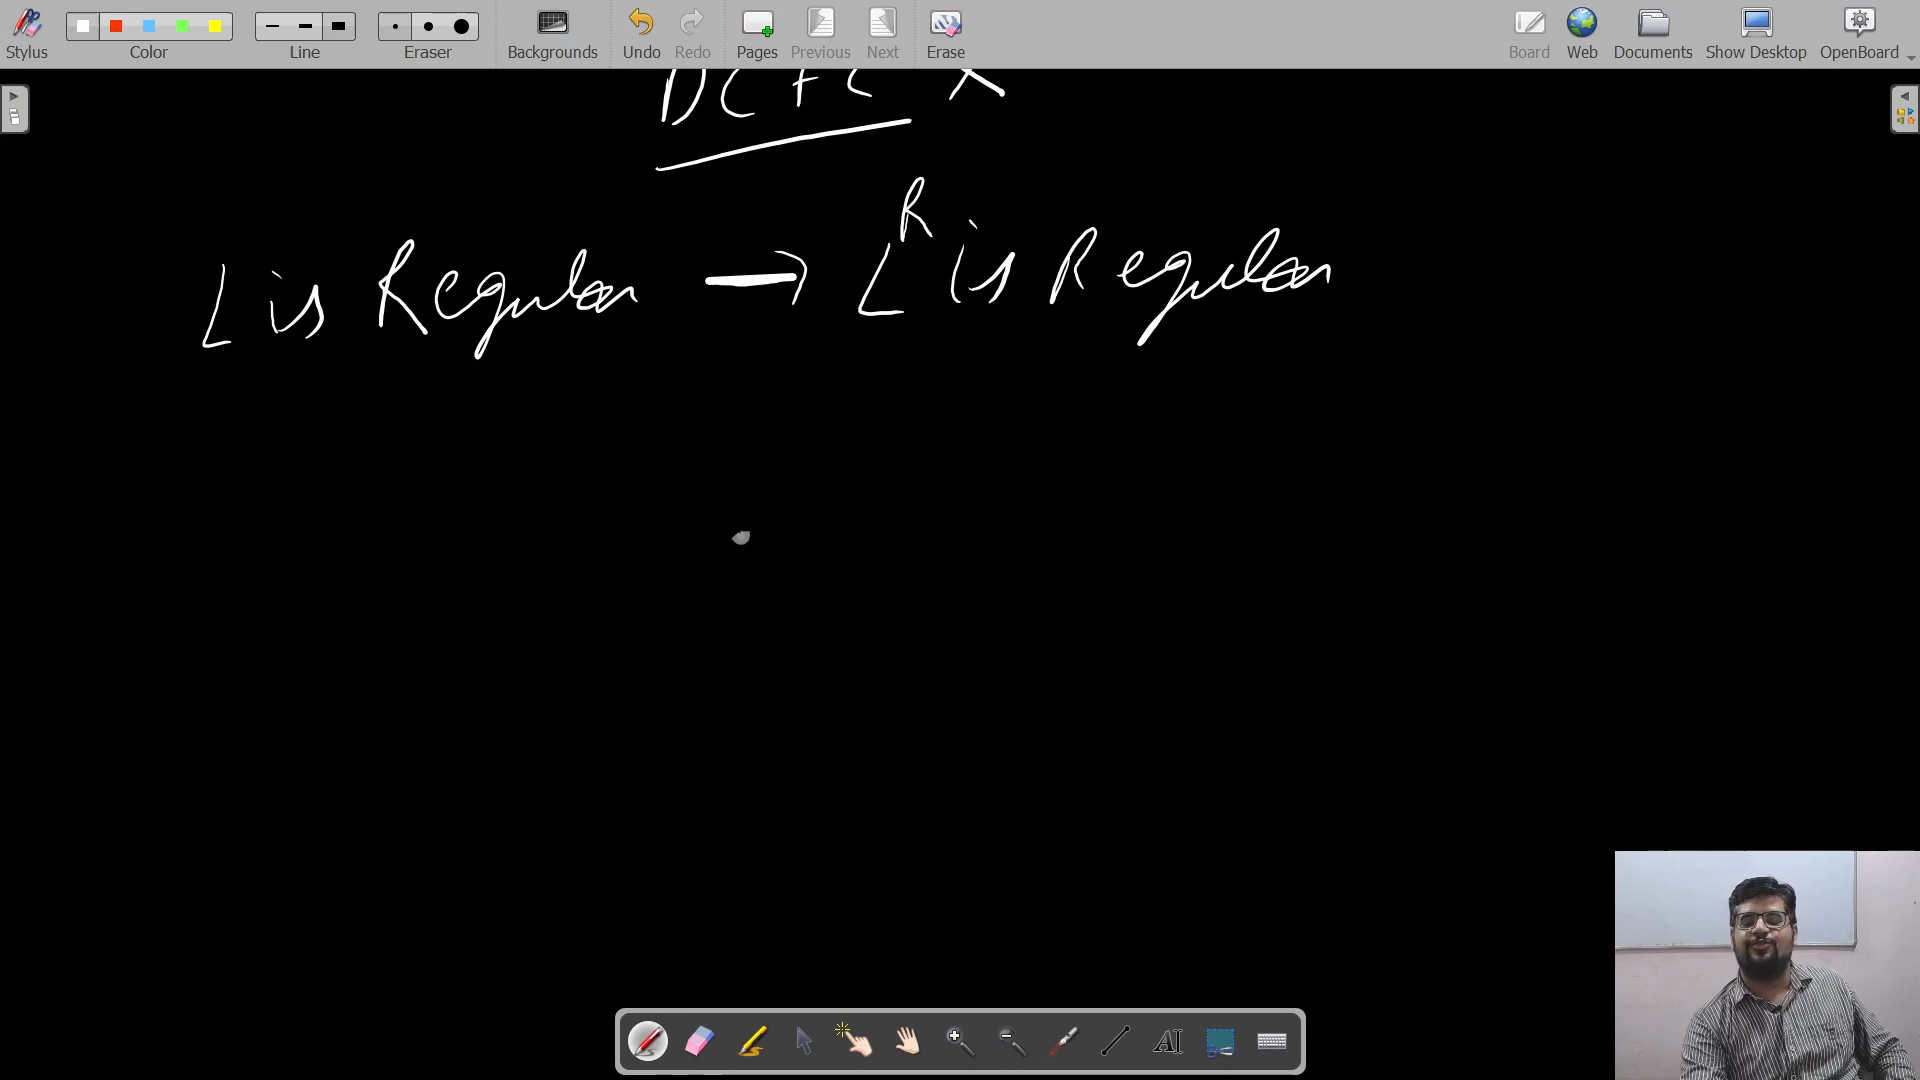 Stylus Color Line Eraser Backgrounds Undo Redo Pages Previous Next Erase Board Web Documents Show Desktop OpenBoard
L is Regular → L^R is Regular
AI